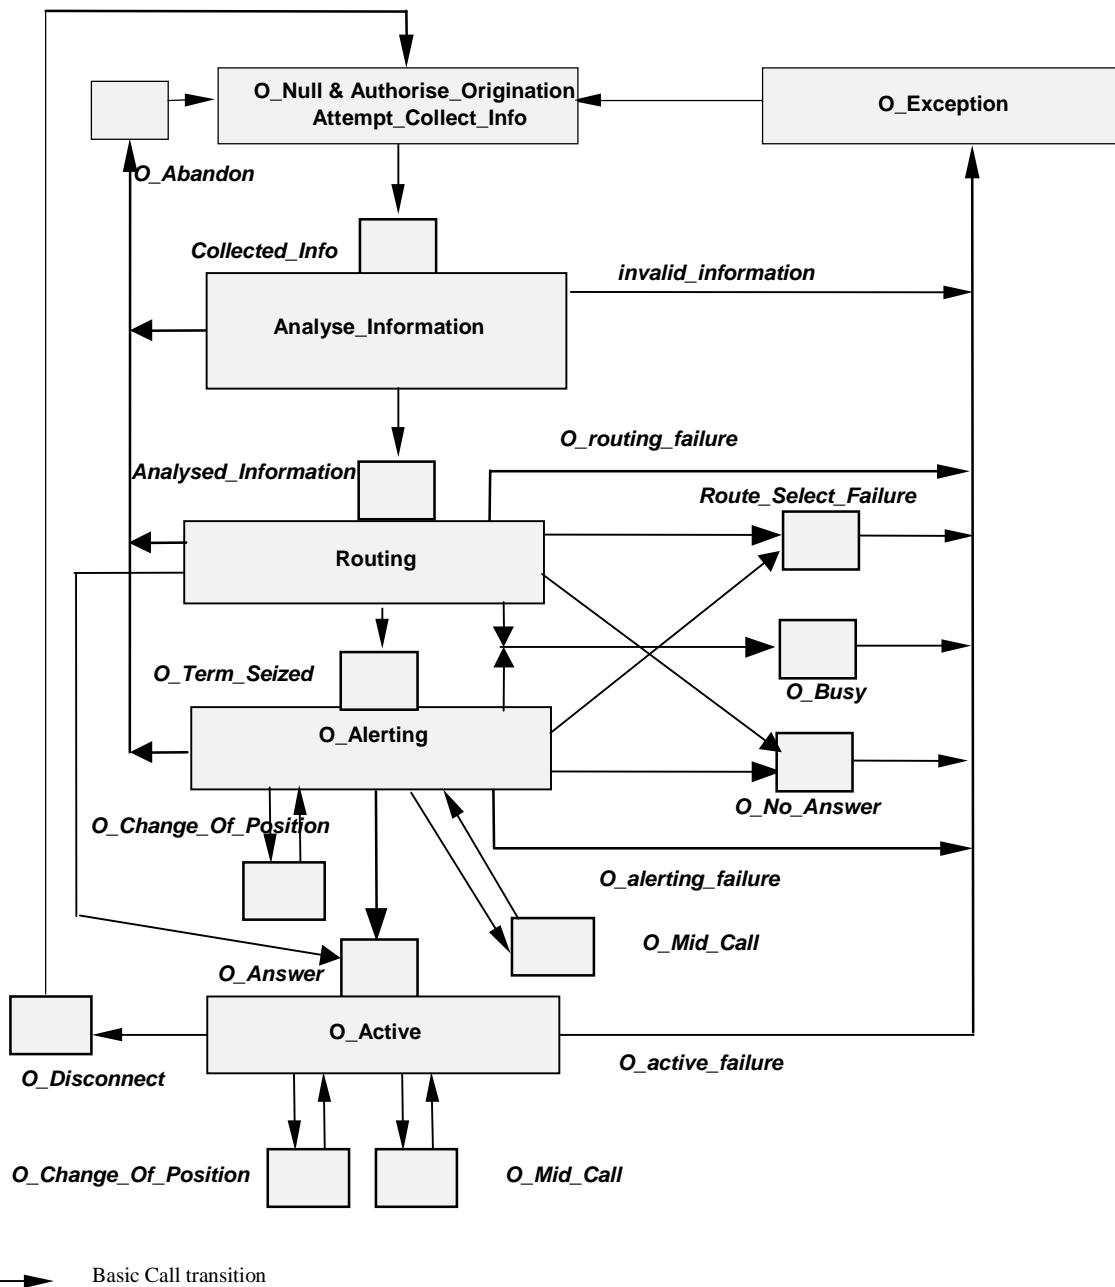 O_Null & Authorise_Origination
Attempt_Collect_Info
O_Exception
O_Abandon
Collected_Info
invalid_information
Analyse_Information
O_routing_failure
Analysed_Information
Route_Select_Failure
Routing
O_Term_Seized
O_Busy
O_Alerting
O_No_Answer
O_Change_Of_Position
O_alerting_failure
O_Mid_Call
O_Answer
O_Active
O_active_failure
O_Disconnect
O_Change_Of_Position
O_Mid_Call
Basic Call transition